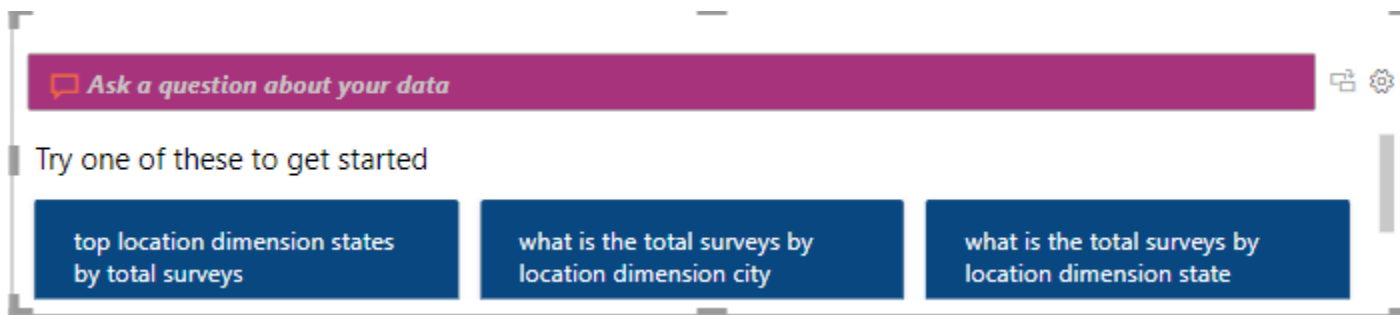 Ask a question about your data
Try one of these to get started
top location dimension states
by total surveys
what is the total surveys by
location dimension city
what is the total surveys by
location dimension state